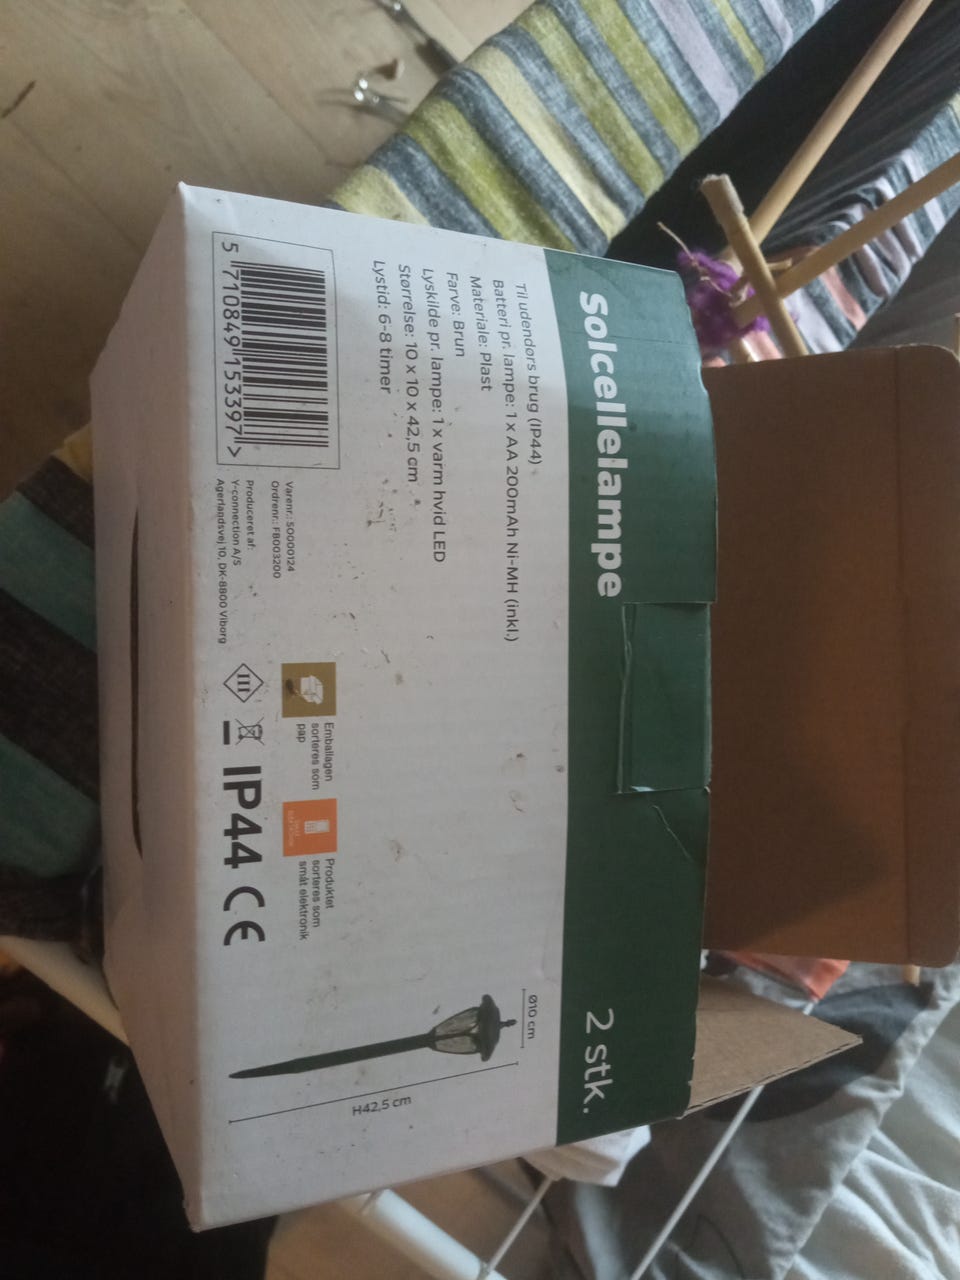 Solcellelampe
2 stk.
Til udendørs brug (IP44)
Batteri pr. lampe: 1 x AA 200mAh Ni-MH (inkl.)
Materiale: Plast
Farve: Brun
Lyskilde pr. lampe: 1 x varm hvid LED
Størrelse: 10 x 10 x 42,5 cm
Lystid: 6-8 timer
5 710849 153397 >
Varenr.: 50000124
Ordrenr.: FB003200
Produceret af:
Y-connection A/S
Agerlandsvej 10, DK-8800 Viborg
Emballagen
sorteres som
pap
Produktet
sorteres som
småt elektronik
III
IP44 CE
Ø10 cm
H42,5 cm